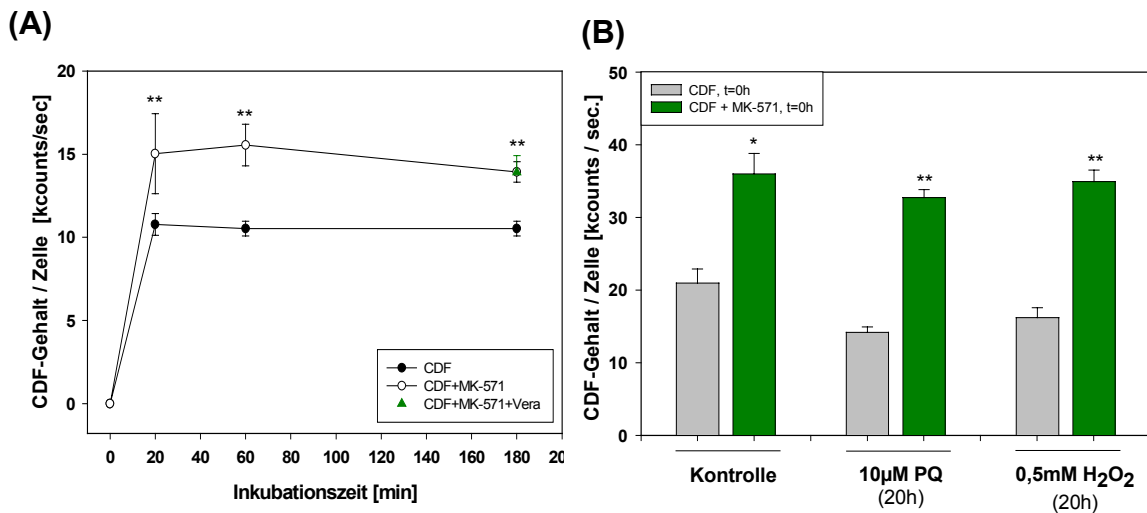 (A)
CDF-Gehalt / Zelle [kcounts/sec]
20
15
10
5
0
**
**
**
CDF
CDF+MK-571
CDF+MK-571+Vera
0 20 40 60 80 100 120 140 160 180 20
Inkubationszeit [min]
(B)
CDF-Gehalt / Zelle [kcounts / sec.]
50
40
30
20
10
0
CDF, t=0h
CDF + MK-571, t=0h
*
**
**
Kontrolle
10µM PQ
(20h)
0,5mM H₂O₂
(20h)